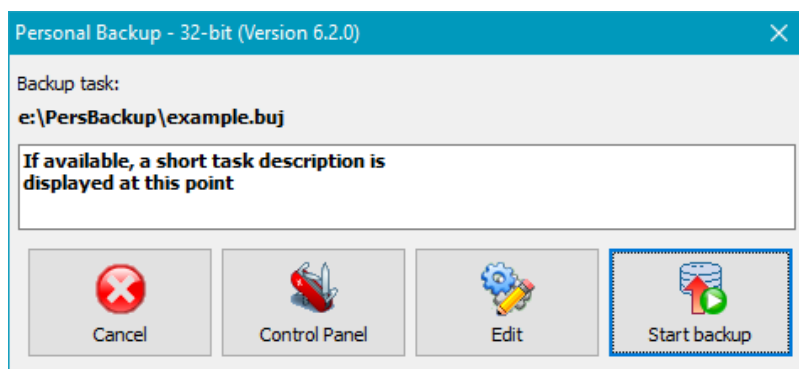 Personal Backup - 32-bit (Version 6.2.0)
Backup task:
e:\PersBackup\example.buj
If available, a short task description is
displayed at this point
Cancel
Control Panel
Edit
Start backup